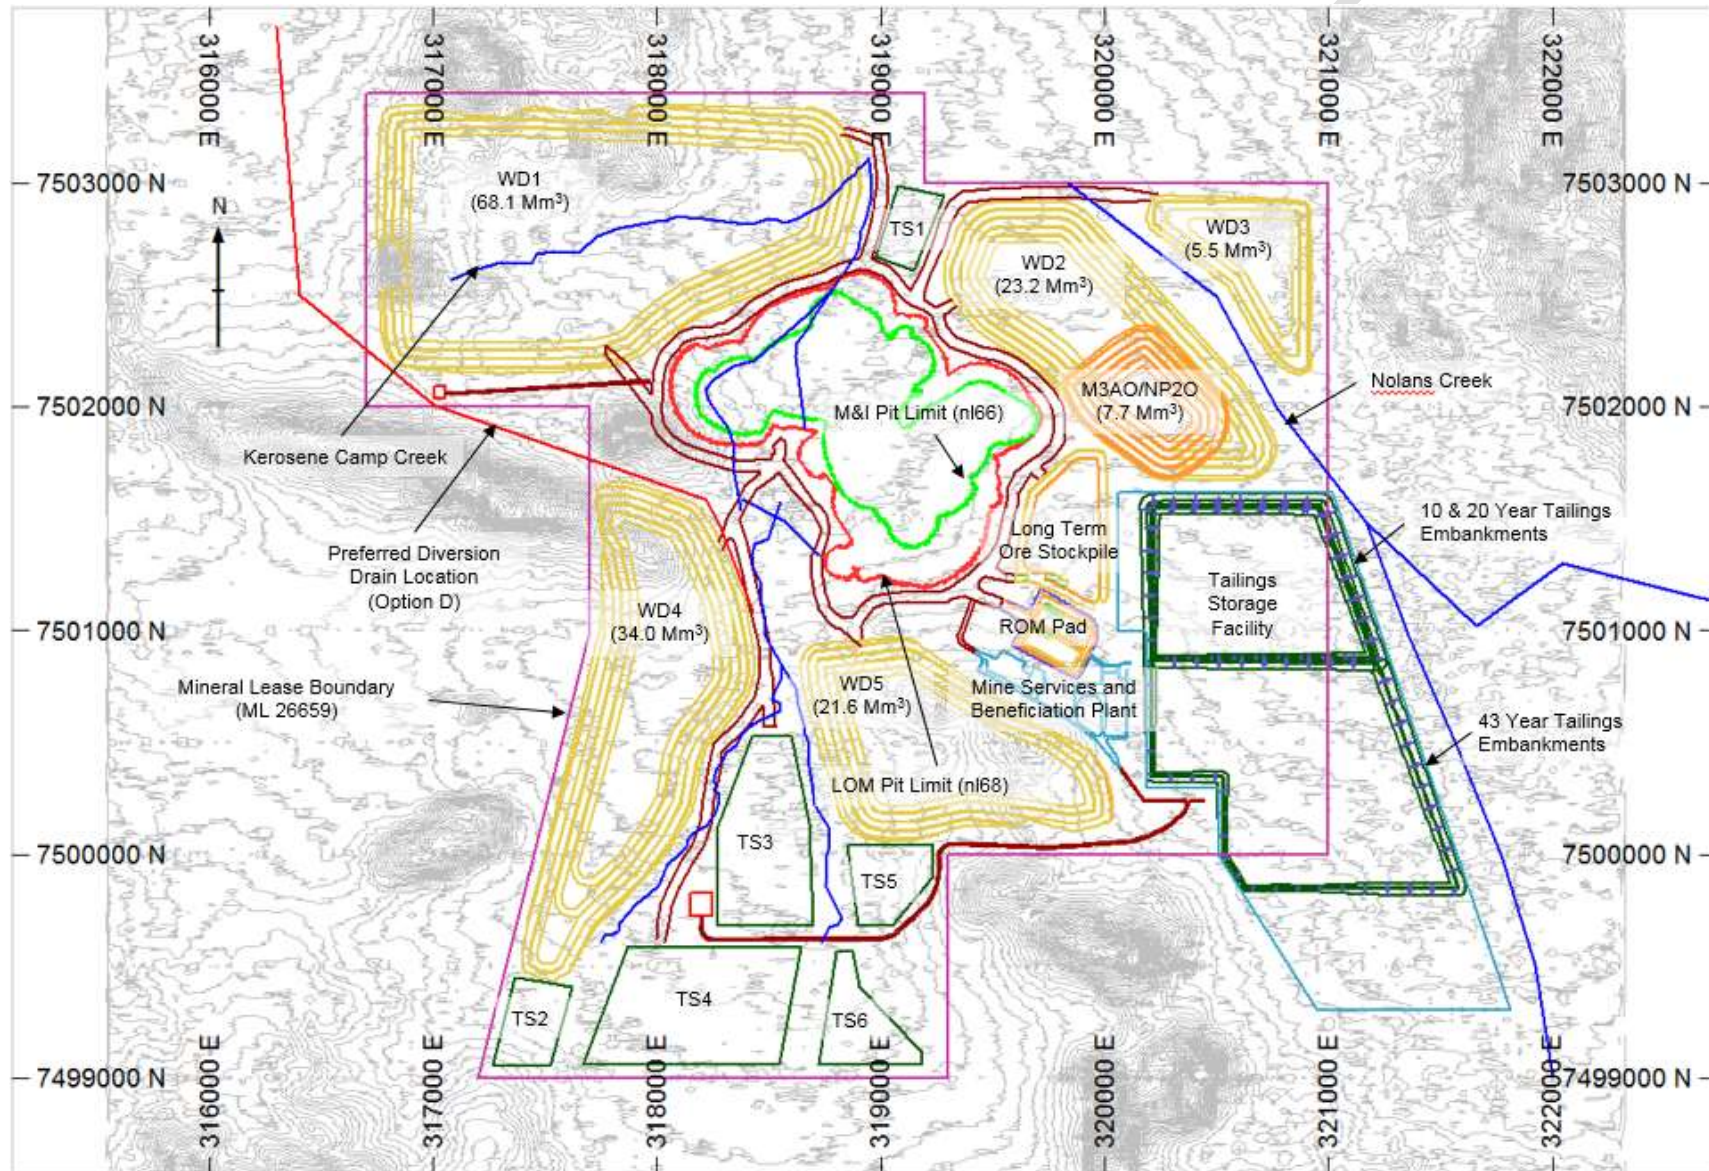 316000 E
317000 E
318000 E
319000 E
320000 E
321000 E
322000 E
7503000 N
7503000 N
N
WD1
(68.1 Mm³)
TS1
WD2
(23.2 Mm³)
WD3
(5.5 Mm³)
7502000 N
7502000 N
M3AO/NP2O
(7.7 Mm³)
Nolans Creek
M&I Pit Limit (nl66)
Kerosene Camp Creek
Preferred Diversion
Drain Location
(Option D)
Long Term
Ore Stockpile
10 & 20 Year Tailings
Embankments
Tailings
Storage
Facility
WD4
(34.0 Mm³)
ROM Pad
7501000 N
7501000 N
Mineral Lease Boundary
(ML 26659)
WD5
(21.6 Mm³)
Mine Services and
Beneficiation Plant
43 Year Tailings
Embankments
LOM Pit Limit (nl68)
TS3
7500000 N
7500000 N
TS5
TS4
TS2
TS6
7499000 N
7499000 N
316000 E
317000 E
318000 E
319000 E
320000 E
321000 E
322000 E